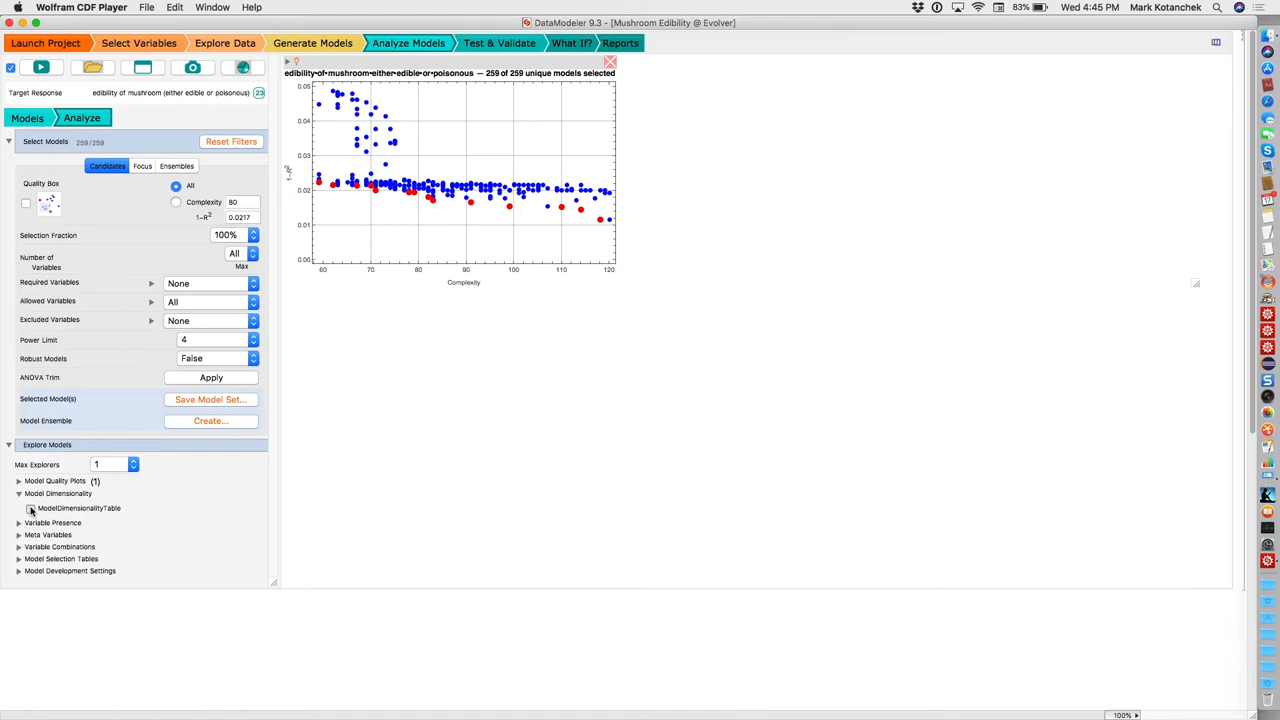 Wolfram CDF Player File Edit Window Help 83% Wed 4:45 PM Mark Kotanchek
DataModeler 9.3 - [Mushroom Edibility @ Evolver]
Launch Project Select Variables Explore Data Generate Models Analyze Models Test & Validate What If? Reports
Target Response edibility of mushroom (either edible or poisonous) 23
Models Analyze
Select Models 259/259 Reset Filters
Candidates Focus Ensembles
Quality Box
All
Complexity 80
1-R² 0.0217
Selection Fraction 100%
Number of Variables All
Max
Required Variables None
Allowed Variables All
Excluded Variables None
Power Limit 4
Robust Models False
ANOVA Trim Apply
Selected Model(s) Save Model Set...
Model Ensemble Create...
Explore Models
Max Explorers 1
Model Quality Plots (1)
Model Dimensionality
ModelDimensionalityTable
Variable Presence
Meta Variables
Variable Combinations
Model Selection Tables
Model Development Settings
edibility•of•mushroom•either•edible•or•poisonous — 259 of 259 unique models selected
0.05
0.04
0.03
0.02
0.01
0.00
1-R²
60 70 80 90 100 110 120
Complexity
100%